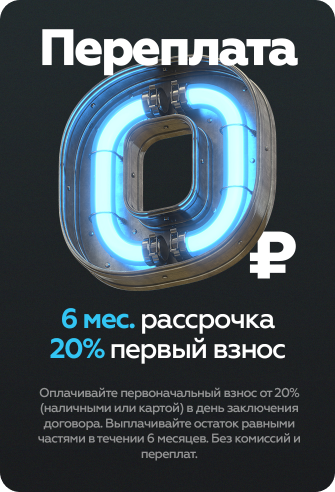 Переплата
0
₽
6 мес. рассрочка
20% первый взнос
Оплачивайте первоначальный взнос от 20%
(наличными или картой) в день заключения
договора. Выплачивайте остаток равными
частями в течении 6 месяцев. Без комиссий и
переплат.